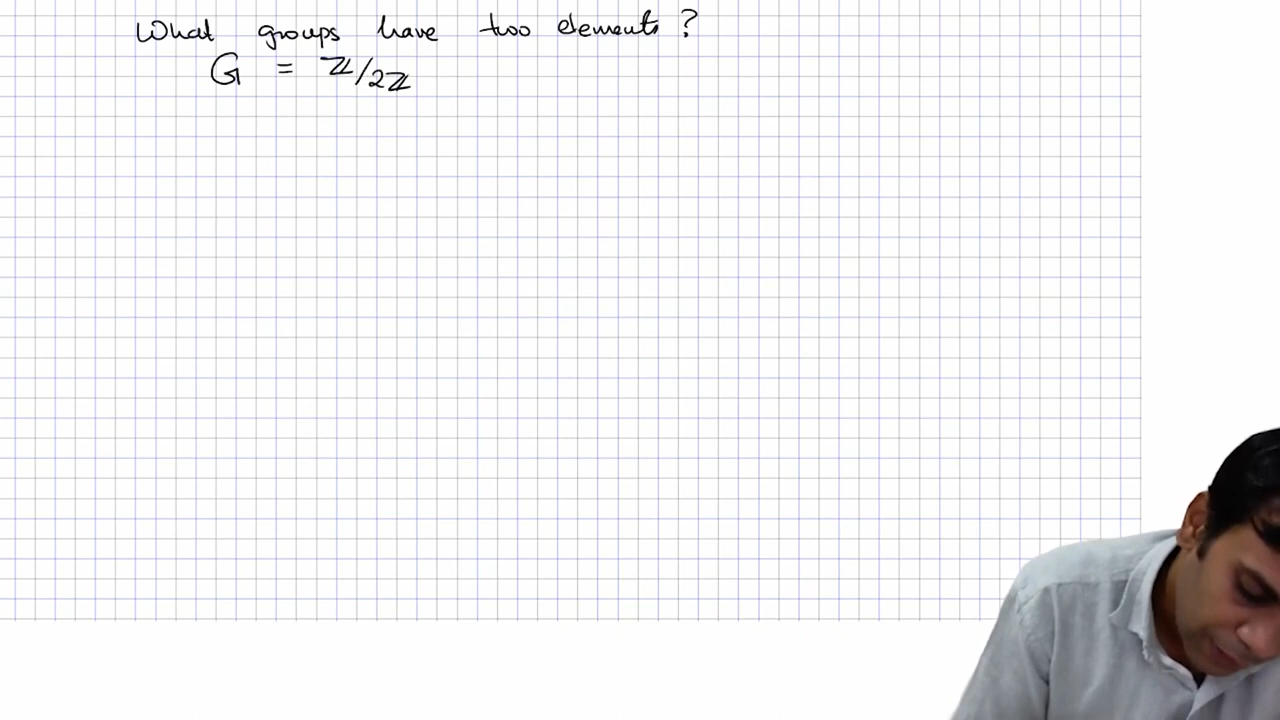 What groups have two elements ?
G = ℤ/2ℤ